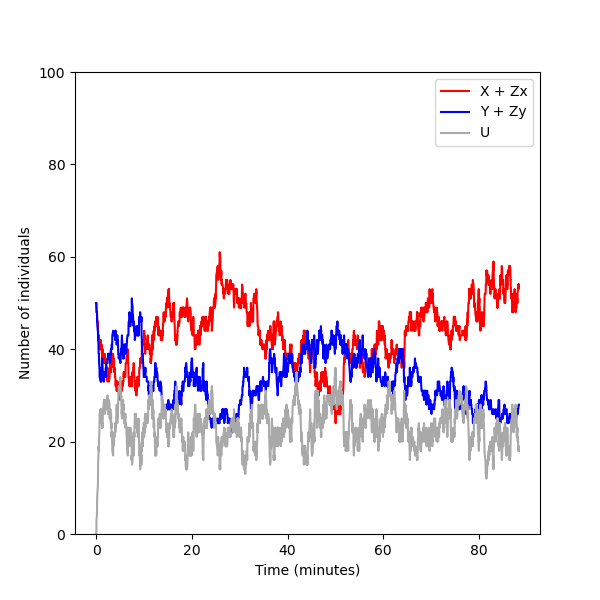 100
80
60
40
20
0
Number of individuals
X + Zx
Y + Zy
U
0 20 40 60 80
Time (minutes)